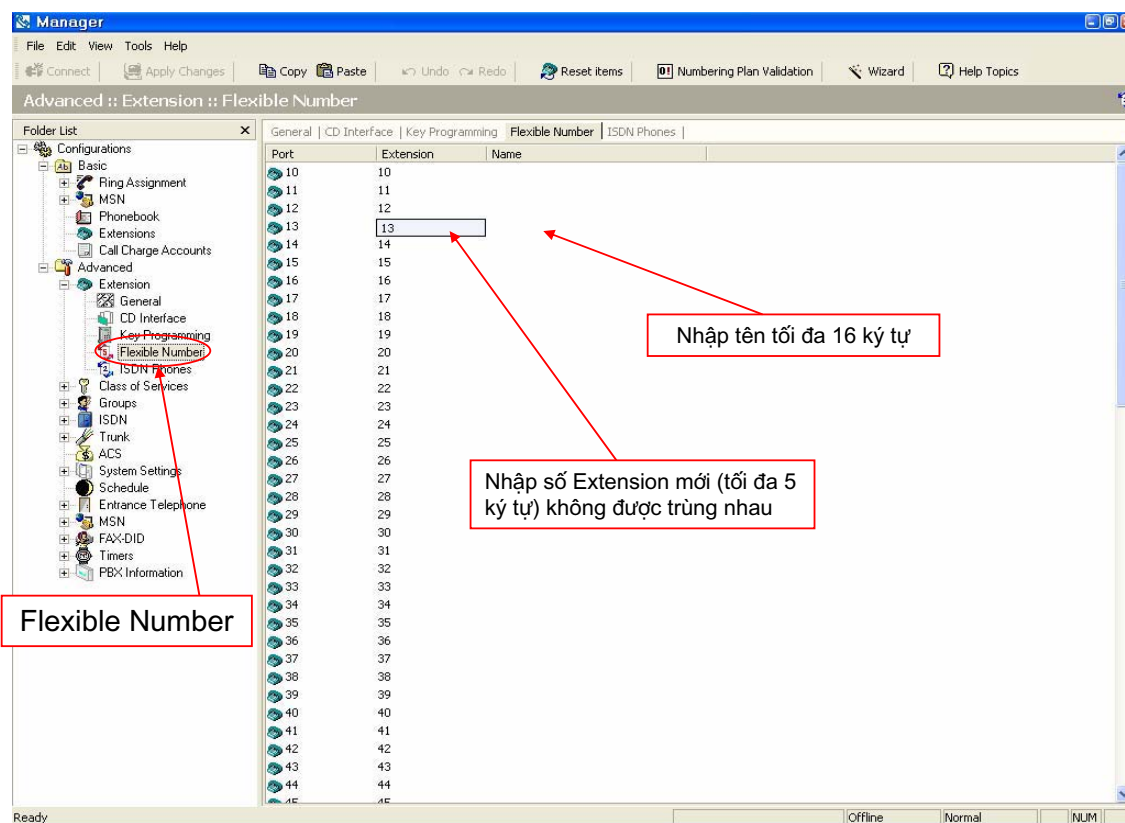 Manager
File Edit View Tools Help
Connect Apply Changes Copy Paste Undo Redo Reset items Numbering Plan Validation Wizard Help Topics
Advanced :: Extension :: Flexible Number
Folder List
Configurations
Basic
Ring Assignment
MSN
Phonebook
Extensions
Call Charge Accounts
Advanced
Extension
General
CD Interface
Key Programming
Flexible Number
ISDN Phones
Class of Services
Groups
ISDN
Trunk
ACS
System Settings
Schedule
Entrance Telephone
MSN
FAX-DID
Timers
PBX Information
Flexible Number
General CD Interface Key Programming Flexible Number ISDN Phones
Port Extension Name
10 10
11 11
12 12
13 13
14 14
15 15
16 16
17 17
18 18
19 19
20 20
21 21
22 22
23 23
24 24
25 25
26 26
27 27
28 28
29 29
30 30
31 31
32 32
33 33
34 34
35 35
36 36
37 37
38 38
39 39
40 40
41 41
42 42
43 43
44 44
45 45
Nhập tên tối đa 16 ký tự
Nhập số Extension mới (tối đa 5
ký tự) không được trùng nhau
Ready Offline Normal NUM